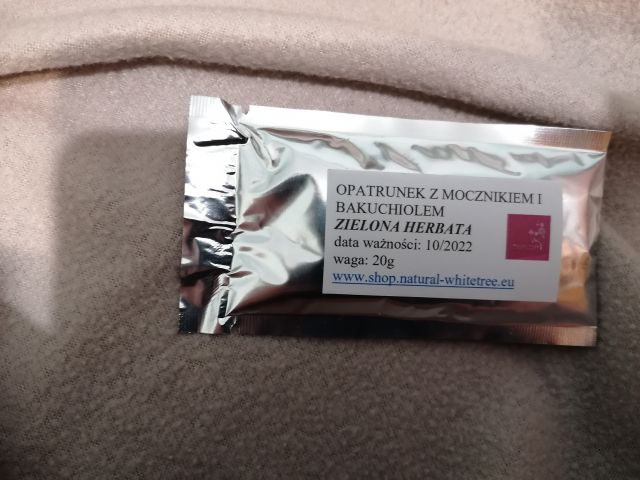 OPATRUNEK Z MOCZNIKIEM I
BAKUCHIOLEM
ZIELONA HERBATA
data ważności: 10/2022
waga: 20g
www.shop.natural-whitetree.eu